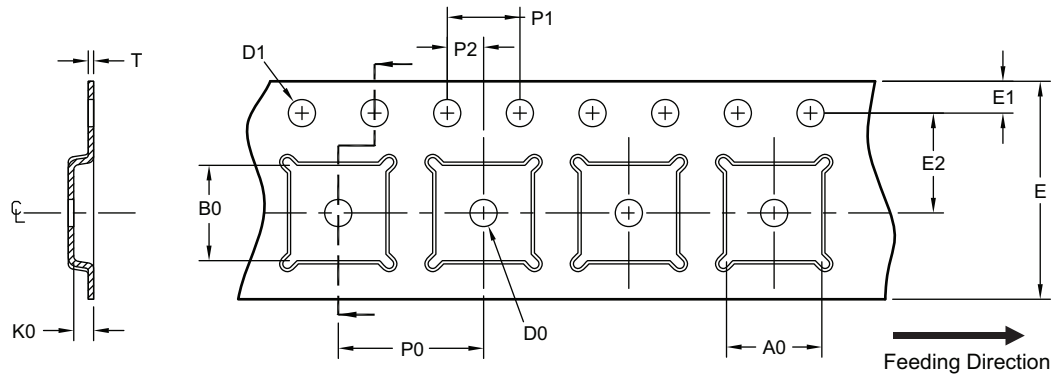 P1
T
D1
P2
E1
E2
B0
E
℄
K0
D0
P0
A0
Feeding Direction